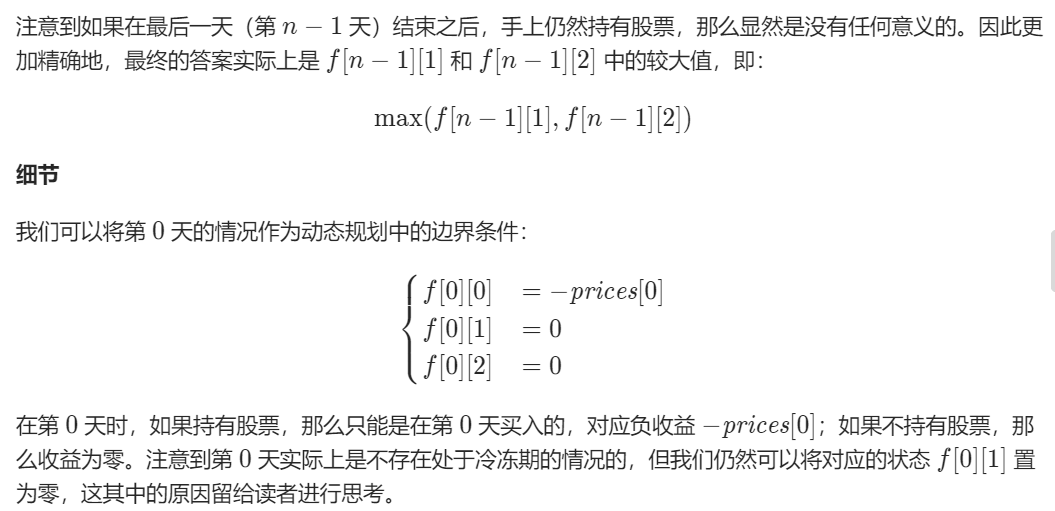 注意到如果在最后一天（第 n − 1 天）结束之后，手上仍然持有股票，那么显然是没有任何意义的。因此更
加精确地，最终的答案实际上是 f[n − 1][1] 和 f[n − 1][2] 中的较大值，即：
max(f[n − 1][1], f[n − 1][2])
细节
我们可以将第 0 天的情况作为动态规划中的边界条件：
f[0][0] = −prices[0]
f[0][1] = 0
f[0][2] = 0
在第 0 天时，如果持有股票，那么只能是在第 0 天买入的，对应负收益 −prices[0]；如果不持有股票，那
么收益为零。注意到第 0 天实际上是不存在处于冷冻期的情况的，但我们仍然可以将对应的状态 f[0][1] 置
为零，这其中的原因留给读者进行思考。